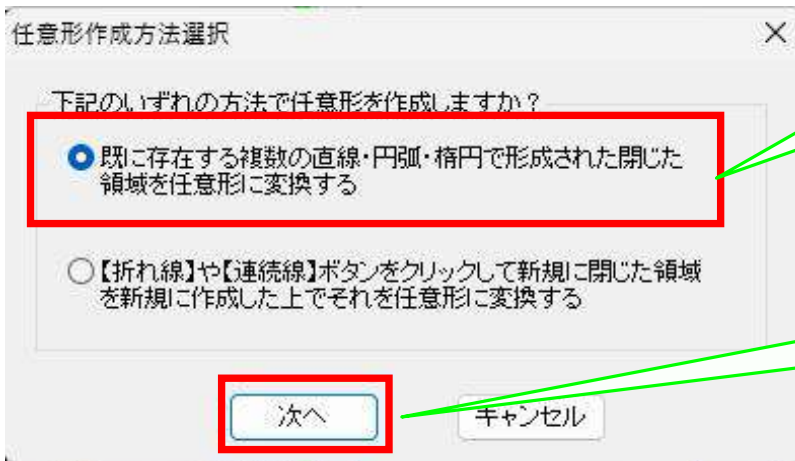 任意形作成方法選択
下記のいずれの方法で任意形を作成しますか?
既に存在する複数の直線・円弧・楕円で形成された閉じた
領域を任意形に変換する
【折れ線】や【連続線】ボタンをクリックして新規に閉じた領域
を新規に作成した上でそれを任意形に変換する
次へ
キャンセル